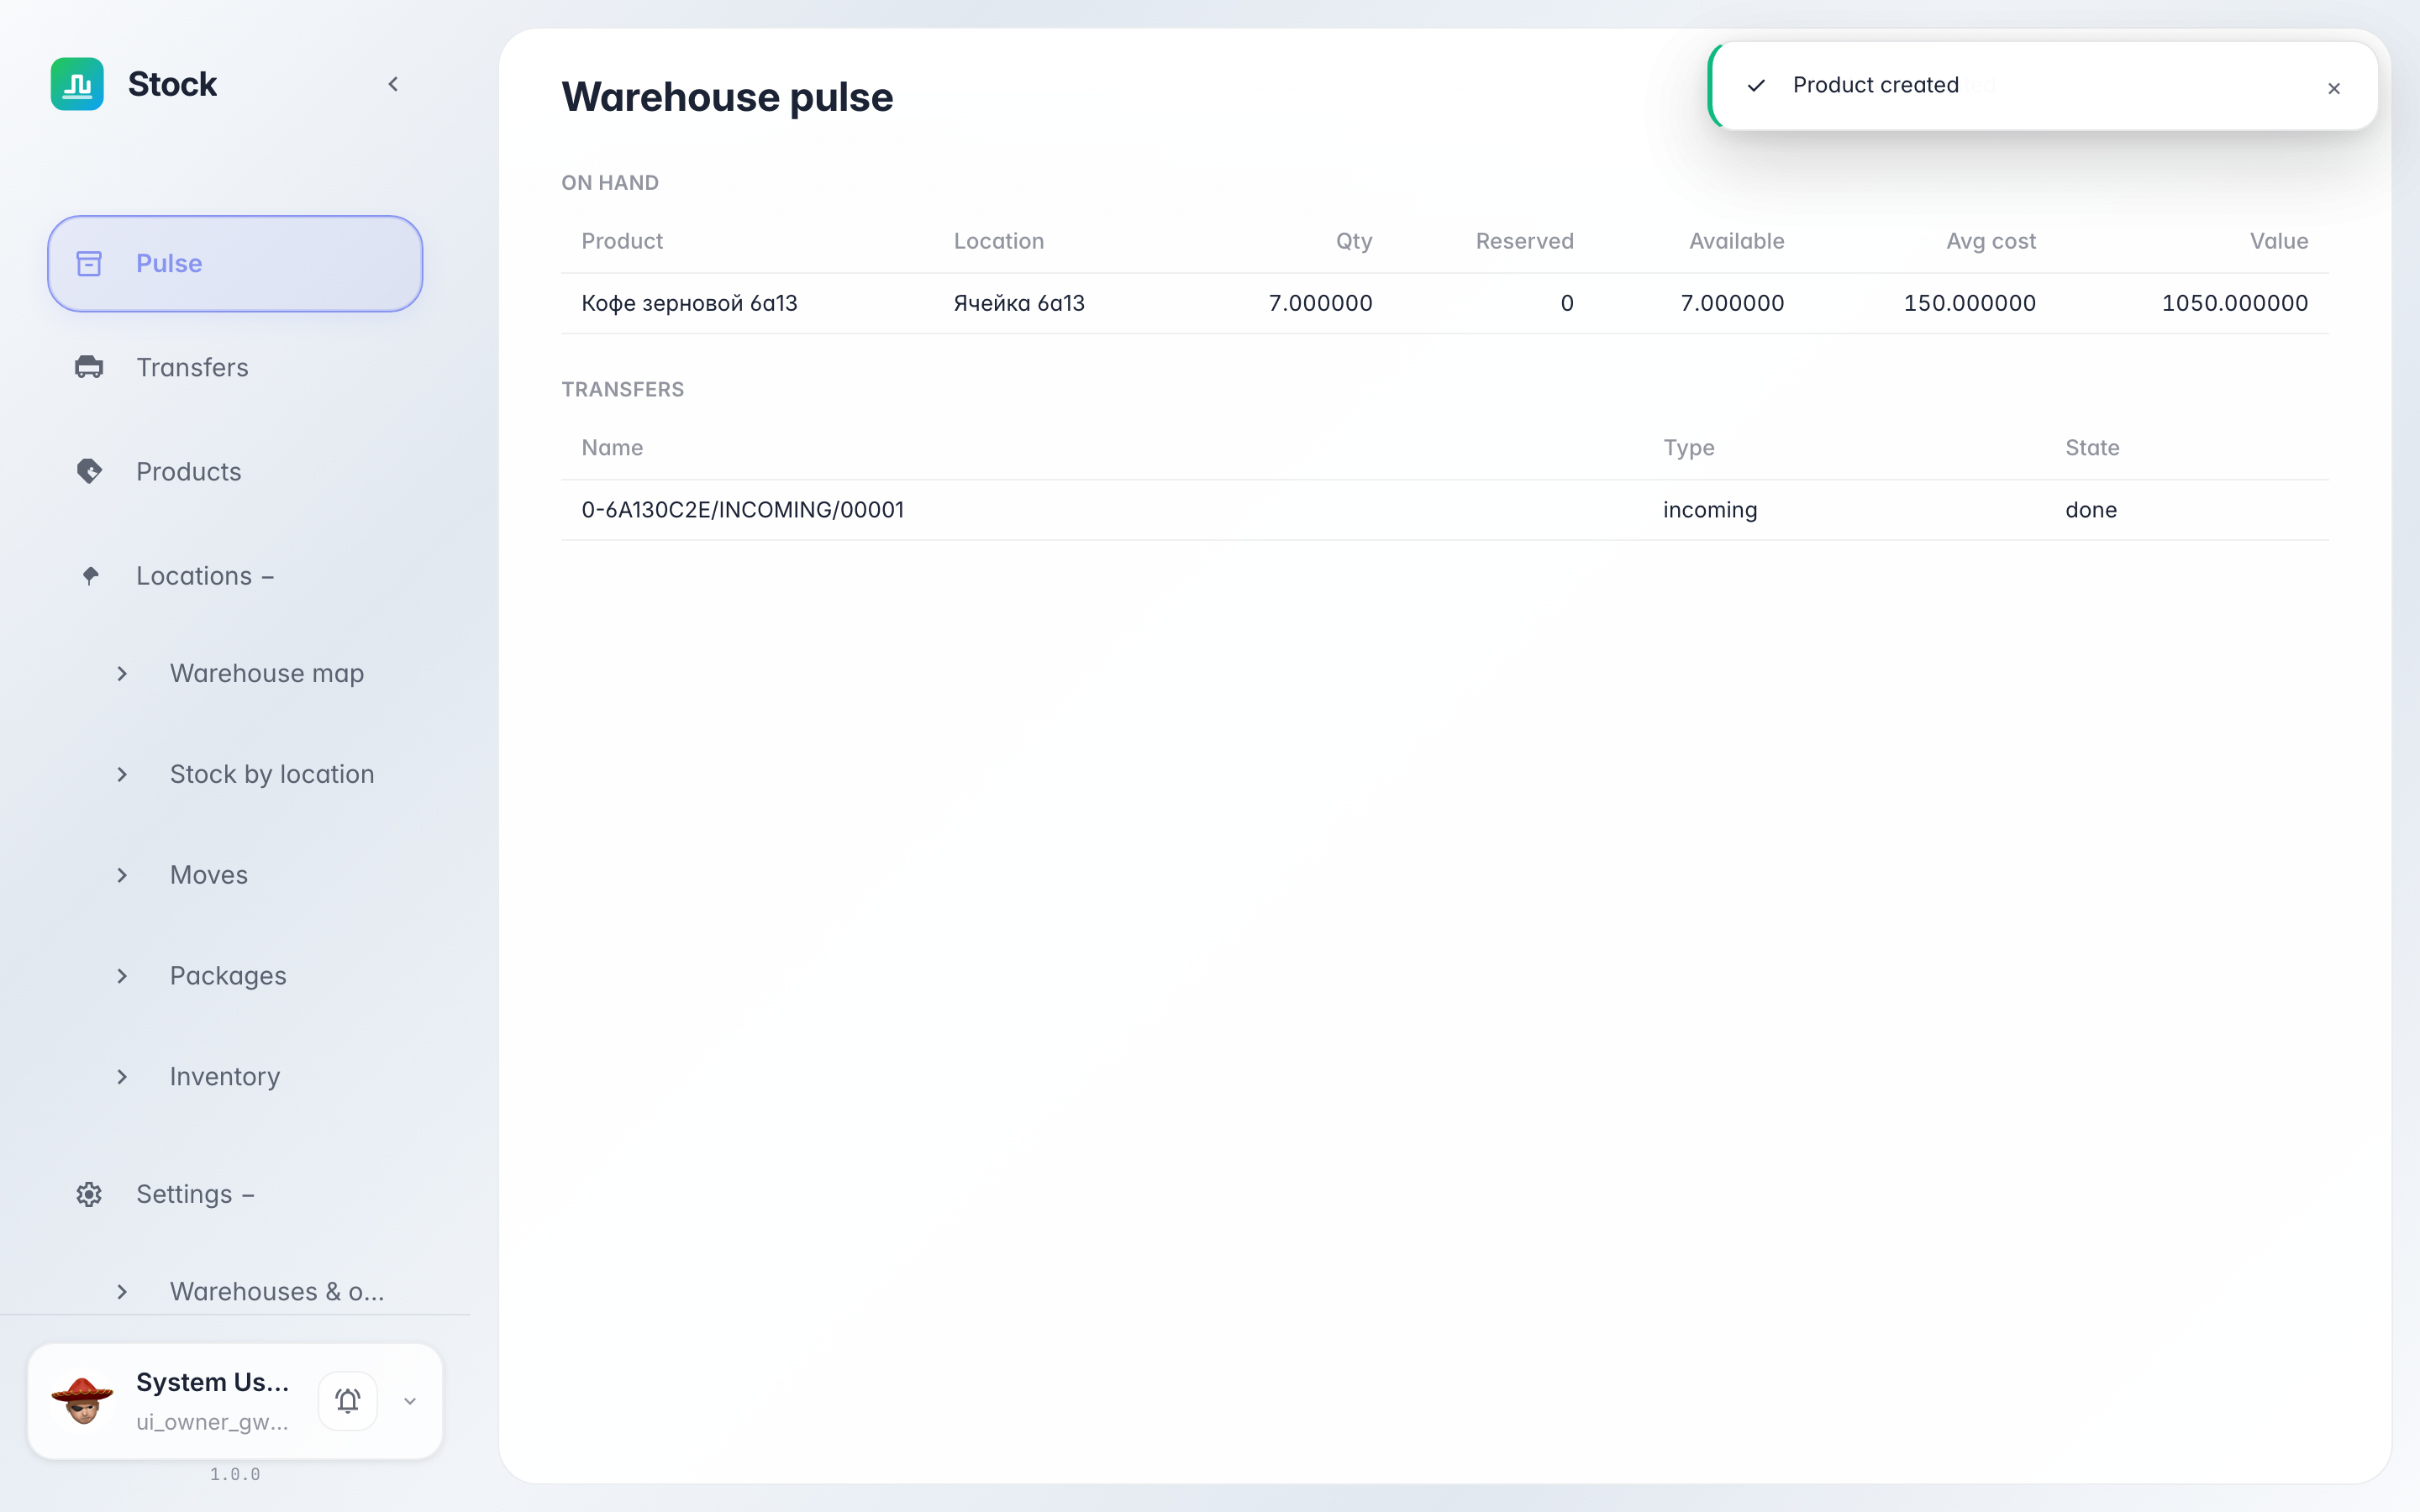 Stock
Pulse
Transfers
Products
Locations –
Warehouse map
Stock by location
Moves
Packages
Inventory
Settings –
Warehouses & o...
System Us...
ui_owner_gw...
1.0.0
Warehouse pulse
Product created
ON HAND
Product Location Qty Reserved Available Avg cost Value
Кофе зерновой 6a13 Ячейка 6a13 7.000000 0 7.000000 150.000000 1050.000000
TRANSFERS
Name Type State
0-6A130C2E/INCOMING/00001 incoming done